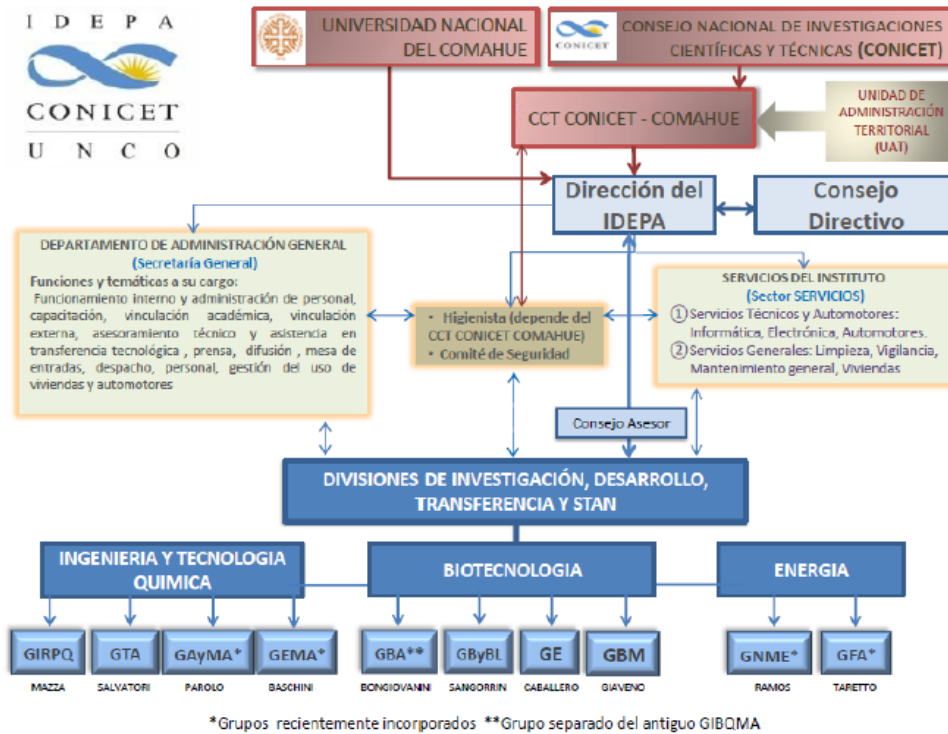 I D E P A
CONICET
U N C O
UNIVERSIDAD NACIONAL
DEL COMAHUE
CONICET
CONSEJO NACIONAL DE INVESTIGACIONES
CIENTÍFICAS Y TÉCNICAS (CONICET)
CCT CONICET - COMAHUE
UNIDAD DE
ADMINISTRACIÓN
TERRITORIAL
(UAT)
Dirección del
IDEPA
Consejo
Directivo
DEPARTAMENTO DE ADMINISTRACIÓN GENERAL
(Secretaría General)
Funciones y temáticas a su cargo:
Funcionamiento interno y administración de personal,
capacitación, vinculación académica, vinculación
externa, asesoramiento técnico y asistencia en
transferencia tecnológica , prensa, difusión , mesa de
entradas, despacho, personal, gestión del uso de
viviendas y automotores
• Higienista (depende del
CCT CONICET COMAHUE)
• Comité de Seguridad
SERVICIOS DEL INSTITUTO
(Sector SERVICIOS)
① Servicios Técnicos y Automotores:
Informática, Electrónica, Automotores.
② Servicios Generales: Limpieza, Vigilancia,
Mantenimiento general, Viviendas
Consejo Asesor
DIVISIONES DE INVESTIGACIÓN, DESARROLLO,
TRANSFERENCIA Y STAN
INGENIERIA Y TECNOLOGIA
QUIMICA
BIOTECNOLOGIA
ENERGIA
GIRPQ
GTA
GAyMA*
GEMA*
GBA**
GByBL
GE
GBM
GNME*
GFA*
MAZZA
SALVATORI
PAROLO
BASCHINI
BONGIOVANNI
SANGORRIN
CABALLERO
GIAVENO
RAMOS
TARETTO
*Grupos recientemente incorporados **Grupo separado del antiguo GIBQMA